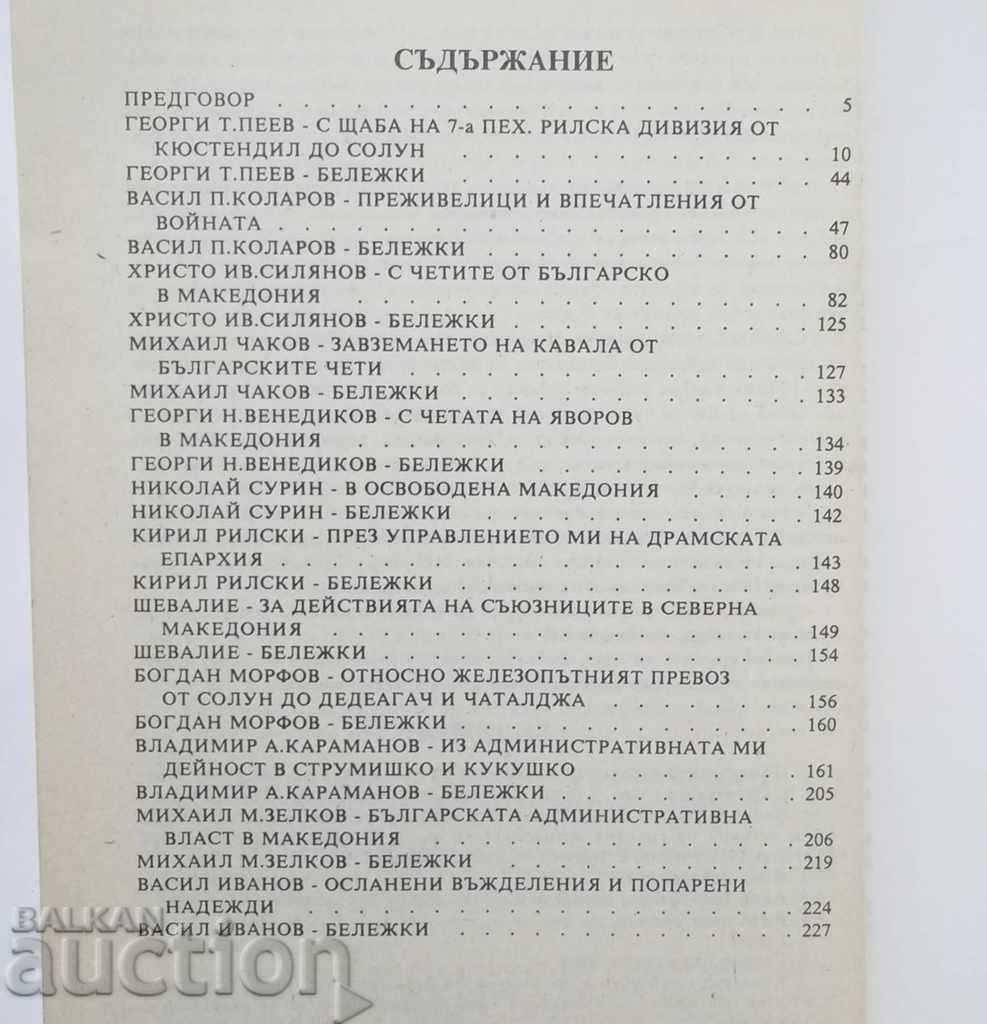 СЪДЪРЖАНИЕ
ПРЕДГОВОР . . . . . . . . . . . . . . . . . . . . 5
ГЕОРГИ Т.ПЕЕВ - С ЩАБА НА 7-а ПЕХ. РИЛСКА ДИВИЗИЯ ОТ
КЮСТЕНДИЛ ДО СОЛУН . . . . . . . . . . . . . . 10
ГЕОРГИ Т.ПЕЕВ - БЕЛЕЖКИ . . . . . . . . . . . . . . 44
ВАСИЛ П.КОЛАРОВ - ПРЕЖИВЕЛИЦИ И ВПЕЧАТЛЕНИЯ ОТ
ВОЙНАТА . . . . . . . . . . . . . . . . . . . . 47
ВАСИЛ П.КОЛАРОВ - БЕЛЕЖКИ . . . . . . . . . . . . . 80
ХРИСТО ИВ.СИЛЯНОВ - С ЧЕТИТЕ ОТ БЪЛГАРСКО
В МАКЕДОНИЯ . . . . . . . . . . . . . . . . . 82
ХРИСТО ИВ.СИЛЯНОВ - БЕЛЕЖКИ . . . . . . . . . . . . 125
МИХАИЛ ЧАКОВ - ЗАВЗЕМАНЕТО НА КАВАЛА ОТ
БЪЛГАРСКИТЕ ЧЕТИ . . . . . . . . . . . . . . . 127
МИХАИЛ ЧАКОВ - БЕЛЕЖКИ . . . . . . . . . . . . . . 133
ГЕОРГИ Н.ВЕНЕДИКОВ - С ЧЕТАТА НА ЯВОРОВ
В МАКЕДОНИЯ . . . . . . . . . . . . . . . . . 134
ГЕОРГИ Н.ВЕНЕДИКОВ - БЕЛЕЖКИ . . . . . . . . . . . 139
НИКОЛАЙ СУРИН - В ОСВОБОДЕНА МАКЕДОНИЯ . . . . . 140
НИКОЛАЙ СУРИН - БЕЛЕЖКИ . . . . . . . . . . . . . 142
КИРИЛ РИЛСКИ - ПРЕЗ УПРАВЛЕНИЕТО МИ НА ДРАМСКАТА
ЕПАРХИЯ . . . . . . . . . . . . . . . . . . . . 143
КИРИЛ РИЛСКИ - БЕЛЕЖКИ . . . . . . . . . . . . . . 148
ШЕВАЛИЕ - ЗА ДЕЙСТВИЯТА НА СЪЮЗНИЦИТЕ В СЕВЕРНА
МАКЕДОНИЯ . . . . . . . . . . . . . . . . . . 149
ШЕВАЛИЕ - БЕЛЕЖКИ . . . . . . . . . . . . . . . . 154
БОГДАН МОРФОВ - ОТНОСНО ЖЕЛЕЗОПЪТНИЯТ ПРЕВОЗ
ОТ СОЛУН ДО ДЕДЕАГАЧ И ЧАТАЛДЖА . . . . . . . 156
БОГДАН МОРФОВ - БЕЛЕЖКИ . . . . . . . . . . . . . 160
ВЛАДИМИР А.КАРАМАНОВ - ИЗ АДМИНИСТРАТИВНАТА МИ
ДЕЙНОСТ В СТРУМИШКО И КУКУШКО . . . . . . . 161
ВЛАДИМИР А.КАРАМАНОВ - БЕЛЕЖКИ . . . . . . . . . 205
МИХАИЛ М.ЗЕЛКОВ - БЪЛГАРСКАТА АДМИНИСТРАТИВНА
ВЛАСТ В МАКЕДОНИЯ . . . . . . . . . . . . . . 206
МИХАИЛ М.ЗЕЛКОВ - БЕЛЕЖКИ . . . . . . . . . . . 219
ВАСИЛ ИВАНОВ - ОСЛАНЕНИ ВЪЖДЕЛЕНИЯ И ПОПАРЕНИ
НАДЕЖДИ . . . . . . . . . . . . . . . . . . . 224
ВАСИЛ ИВАНОВ - БЕЛЕЖКИ . . . . . . . . . . . . . 227
BALKAN
auction